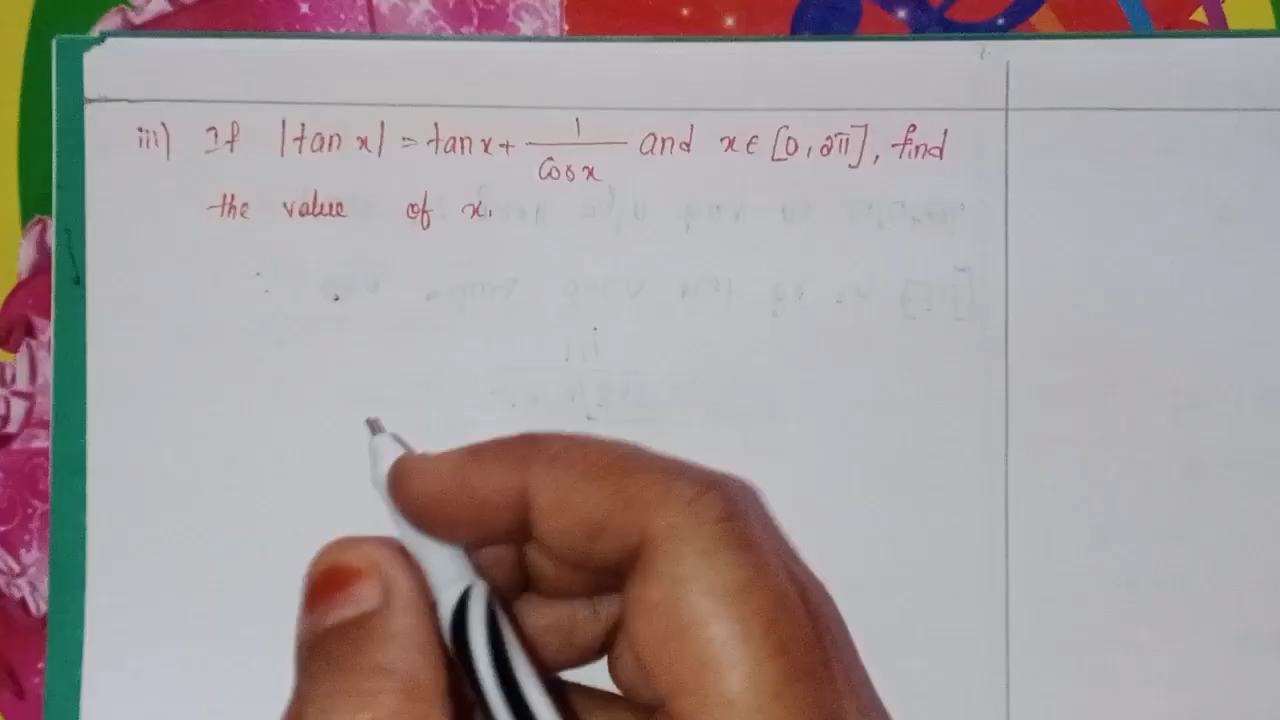 iii) If |tan x| = tan x + 1/cos x and x ∈ [0, 2π], find
the value of x.